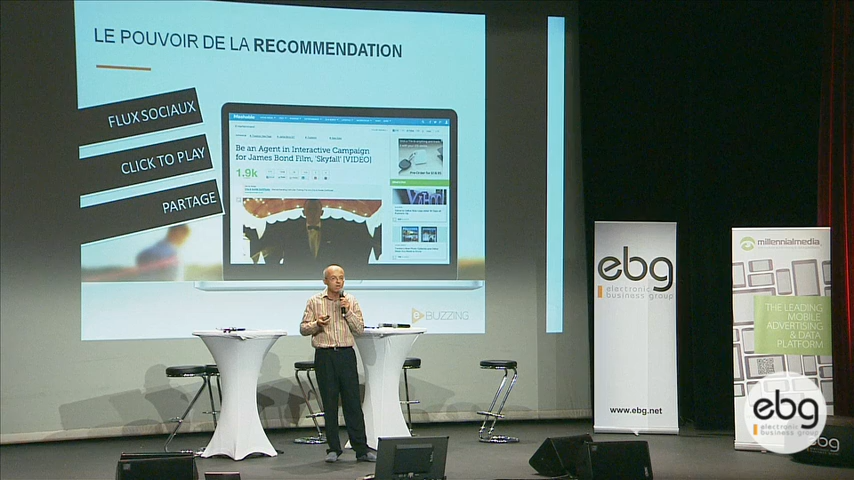 LE POUVOIR DE LA RECOMMENDATION
FLUX SOCIAUX
CLICK TO PLAY
PARTAGE
Mashable
Be an Agent in Interactive Campaign
for James Bond Film, 'Skyfall' [VIDEO]
1.9k
BUZZING
ebg
electronic
business group
www.ebg.net
millennialmedia
THE LEADING
MOBILE
ADVERTISING
& DATA
PLATFORM
ebg
electronic
business group
EBG